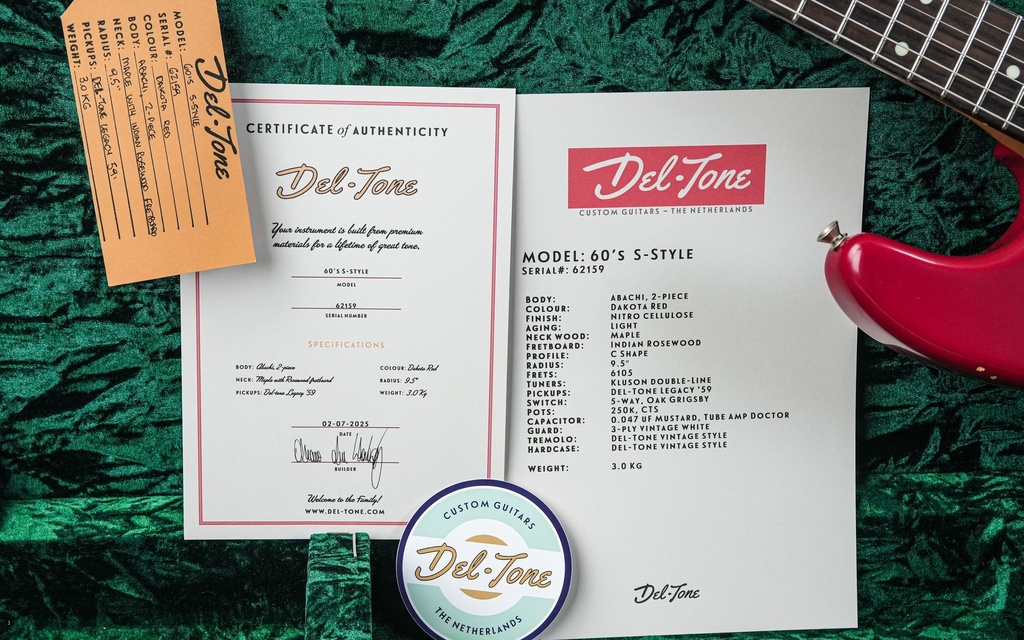 Del-Tone
MODEL: 60'S S-STYLE
SERIAL #: 62159
COLOUR: DAKOTA RED
BODY: ABACHI, 2-PIECE
NECK: MAPLE WITH INDIAN ROSEWOOD FRETBOARD
RADIUS: 9,5"
PICKUPS: DEL-TONE LEGACY '59
WEIGHT: 3.0 KG
CERTIFICATE of AUTHENTICITY
Del-Tone
Your instrument is built from premium
materials for a lifetime of great tone.
60'S S-STYLE
MODEL
62159
SERIAL NUMBER
SPECIFICATIONS
BODY: Abachi, 2-piece
COLOUR: Dakota Red
NECK: Maple with Rosewood fretboard
RADIUS: 9.5"
PICKUPS: Del-tone Legacy '59
WEIGHT: 3.0 Kg
02-07-2025
DATE
BUILDER
Welcome to the Family!
WWW.DEL-TONE.COM
Del-Tone
CUSTOM GUITARS – THE NETHERLANDS
MODEL: 60'S S-STYLE
SERIAL#: 62159
BODY: ABACHI, 2-PIECE
COLOUR: DAKOTA RED
FINISH: NITRO CELLULOSE
AGING: LIGHT
NECK WOOD: MAPLE
FRETBOARD: INDIAN ROSEWOOD
PROFILE: C SHAPE
RADIUS: 9.5"
FRETS: 6105
TUNERS: KLUSON DOUBLE-LINE
PICKUPS: DEL-TONE LEGACY '59
SWITCH: 5-WAY, OAK GRIGSBY
POTS: 250K, CTS
CAPACITOR: 0.047 UF MUSTARD, TUBE AMP DOCTOR
GUARD: 3-PLY VINTAGE WHITE
TREMOLO: DEL-TONE VINTAGE STYLE
HARDCASE: DEL-TONE VINTAGE STYLE
WEIGHT: 3.0 KG
Del-Tone
CUSTOM GUITARS
Del-Tone
THE NETHERLANDS